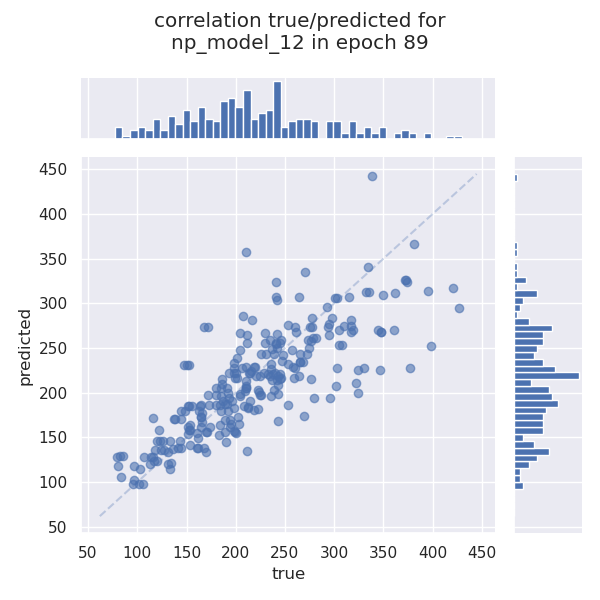 correlation true/predicted for
np_model_12 in epoch 89
450
400
350
300
250
200
150
100
50
predicted
50 100 150 200 250 300 350 400 450
true